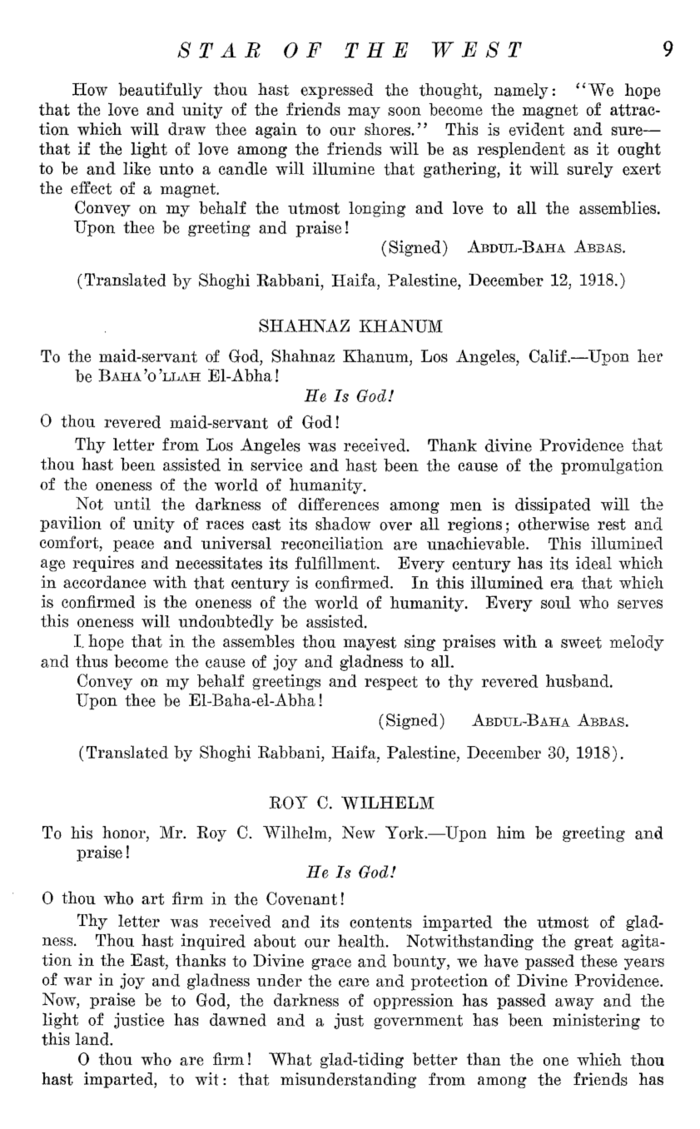 STAR OF THE WEST 9
How beautifully thou hast expressed the thought, namely: "We hope
that the love and unity of the friends may soon become the magnet of attrac-
tion which will draw thee again to our shores." This is evident and sure—
that if the light of love among the friends will be as resplendent as it ought
to be and like unto a candle will illumine that gathering, it will surely exert
the effect of a magnet.
Convey on my behalf the utmost longing and love to all the assemblies.
Upon thee be greeting and praise!
(Signed) ABDUL-BAHA ABBAS.
(Translated by Shoghi Rabbani, Haifa, Palestine, December 12, 1918.)
SHAHNAZ KHANUM
To the maid-servant of God, Shahnaz Khanum, Los Angeles, Calif.—Upon her
be BAHA'O'LLAH El-Abha!
He Is God!
O thou revered maid-servant of God!
Thy letter from Los Angeles was received. Thank divine Providence that
thou hast been assisted in service and hast been the cause of the promulgation
of the oneness of the world of humanity.
Not until the darkness of differences among men is dissipated will the
pavilion of unity of races cast its shadow over all regions; otherwise rest and
comfort, peace and universal reconciliation are unachievable. This illumined
age requires and necessitates its fulfillment. Every century has its ideal which
in accordance with that century is confirmed. In this illumined era that which
is confirmed is the oneness of the world of humanity. Every soul who serves
this oneness will undoubtedly be assisted.
I hope that in the assembles thou mayest sing praises with a sweet melody
and thus become the cause of joy and gladness to all.
Convey on my behalf greetings and respect to thy revered husband.
Upon thee be El-Baha-el-Abha!
(Signed) ABDUL-BAHA ABBAS.
(Translated by Shoghi Rabbani, Haifa, Palestine, December 30, 1918).
ROY C. WILHELM
To his honor, Mr. Roy C. Wilhelm, New York.—Upon him be greeting and
praise!
He Is God!
O thou who art firm in the Covenant!
Thy letter was received and its contents imparted the utmost of glad-
ness. Thou hast inquired about our health. Notwithstanding the great agita-
tion in the East, thanks to Divine grace and bounty, we have passed these years
of war in joy and gladness under the care and protection of Divine Providence.
Now, praise be to God, the darkness of oppression has passed away and the
light of justice has dawned and a just government has been ministering to
this land.
O thou who are firm! What glad-tiding better than the one which thou
hast imparted, to wit: that misunderstanding from among the friends has